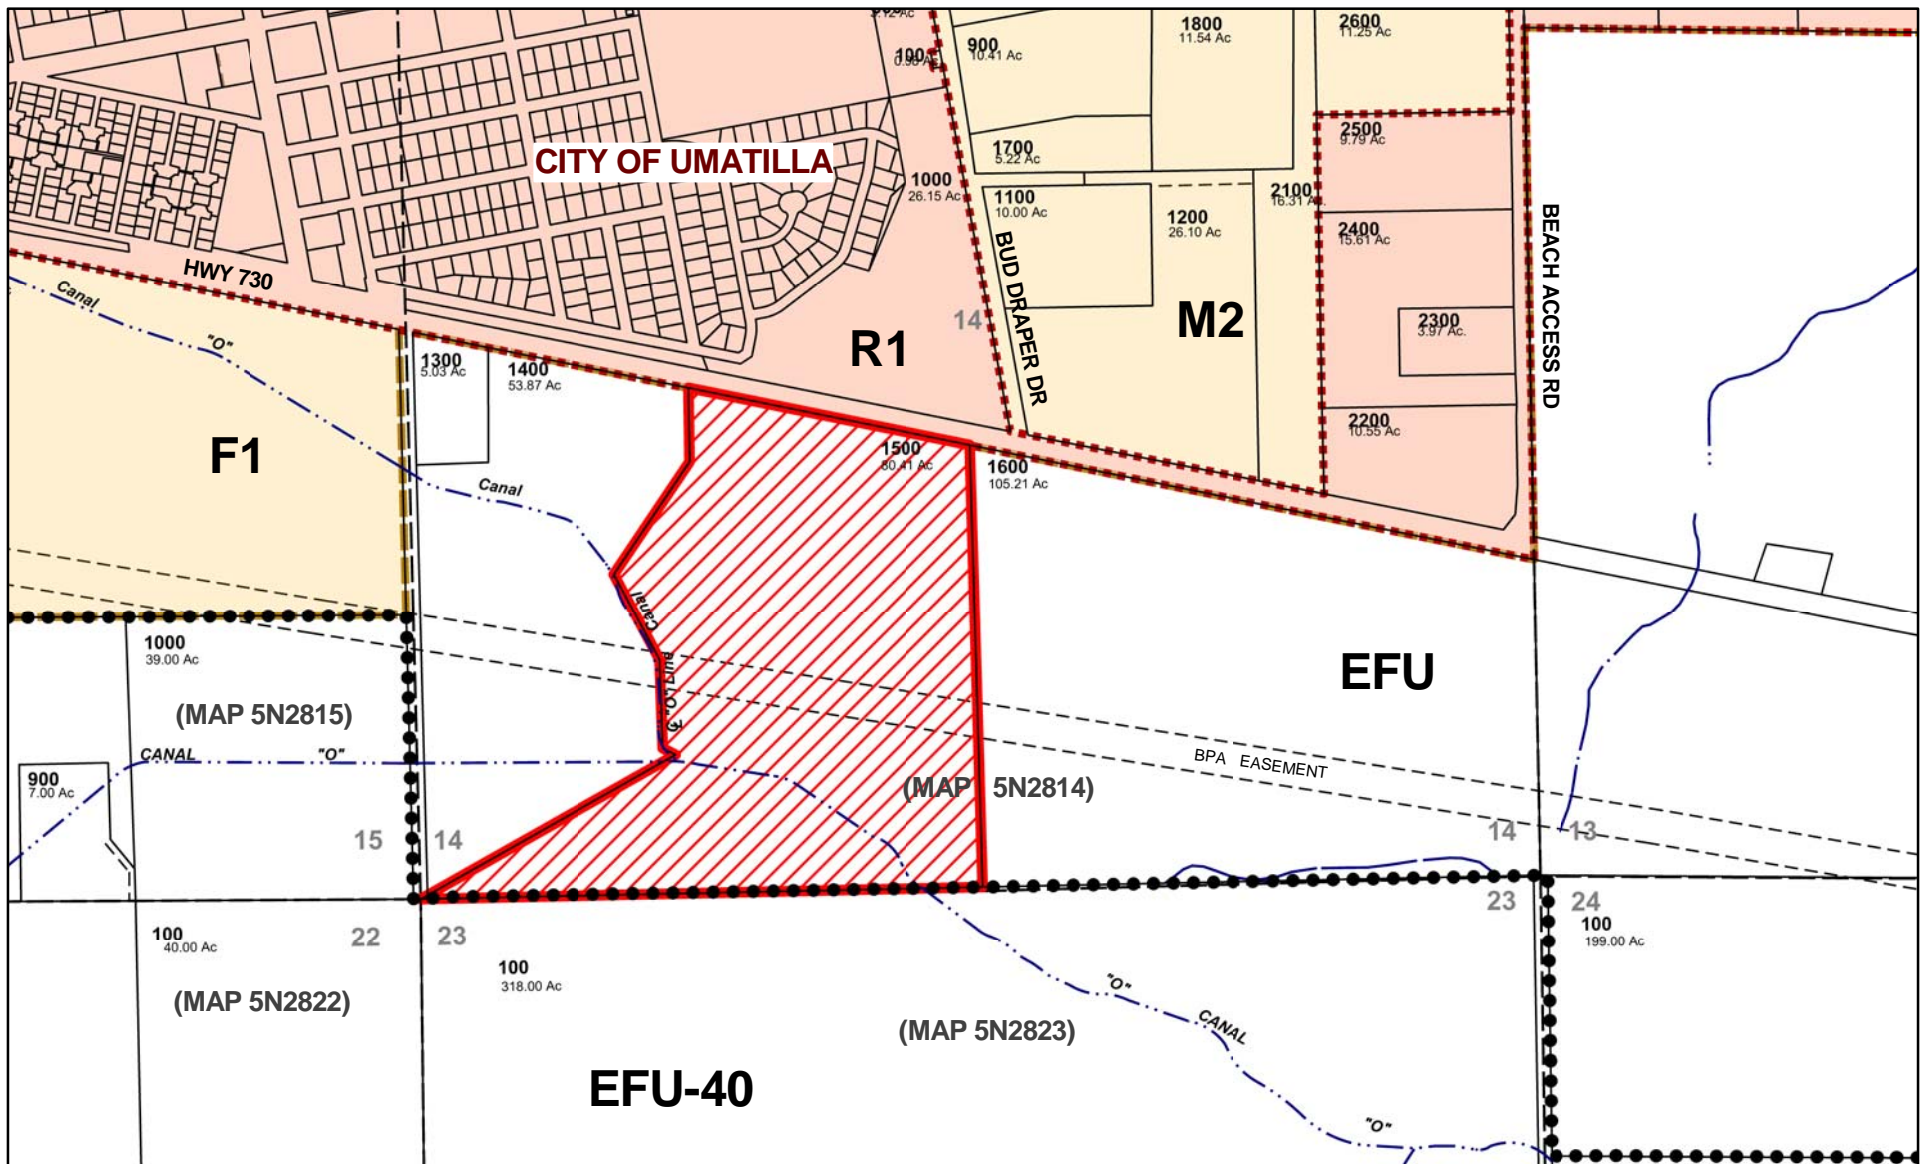 1800
11.54 Ac
2600
11.25 Ac
900
10.41 Ac
100
2500
9.79 Ac
1700
5.22 Ac
CITY OF UMATILLA
1000
26.15 Ac
1100
10.00 Ac
1200
26.10 Ac
2100
16.31 Ac
2400
15.61 Ac
BEACH ACCESS RD
BUD DRAPER DR
HWY 730
Canal
"O"
14
R1
M2
2300
3.97 Ac.
1300
5.03 Ac
1400
53.87 Ac
2200
10.55 Ac
F1
1500
80.41 Ac
1600
105.21 Ac
Canal
Canal
EFU
1000
39.00 Ac
(MAP 5N2815)
CANAL
"O"
BPA EASEMENT
900
7.00 Ac
(MAP 5N2814)
15
14
14
13
22
23
23
24
100
40.00 Ac
100
318.00 Ac
100
199.00 Ac
(MAP 5N2822)
(MAP 5N2823)
"O"
CANAL
EFU-40
"O"